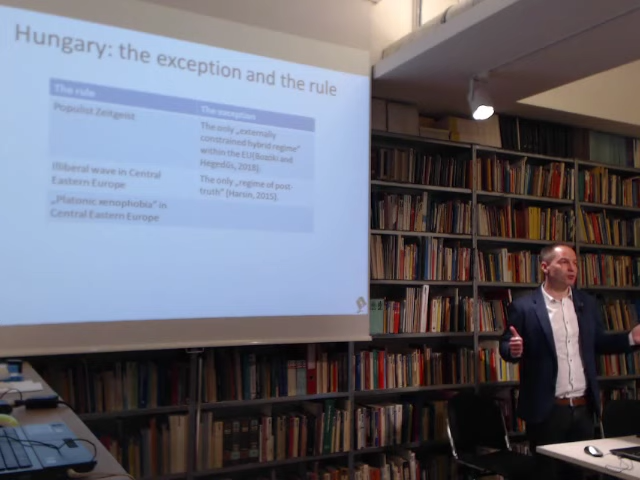 Hungary: the exception and the rule
The rule
The exception
Populist Zeitgeist
The only „externally
constrained hybrid regime"
within the EU(Bozóki and
Hegedűs, 2018).
Illiberal wave in Central
Eastern Europe
The only „regime of post-
truth" (Harsin, 2015).
„Platonic xenophobia" in
Central Eastern Europe